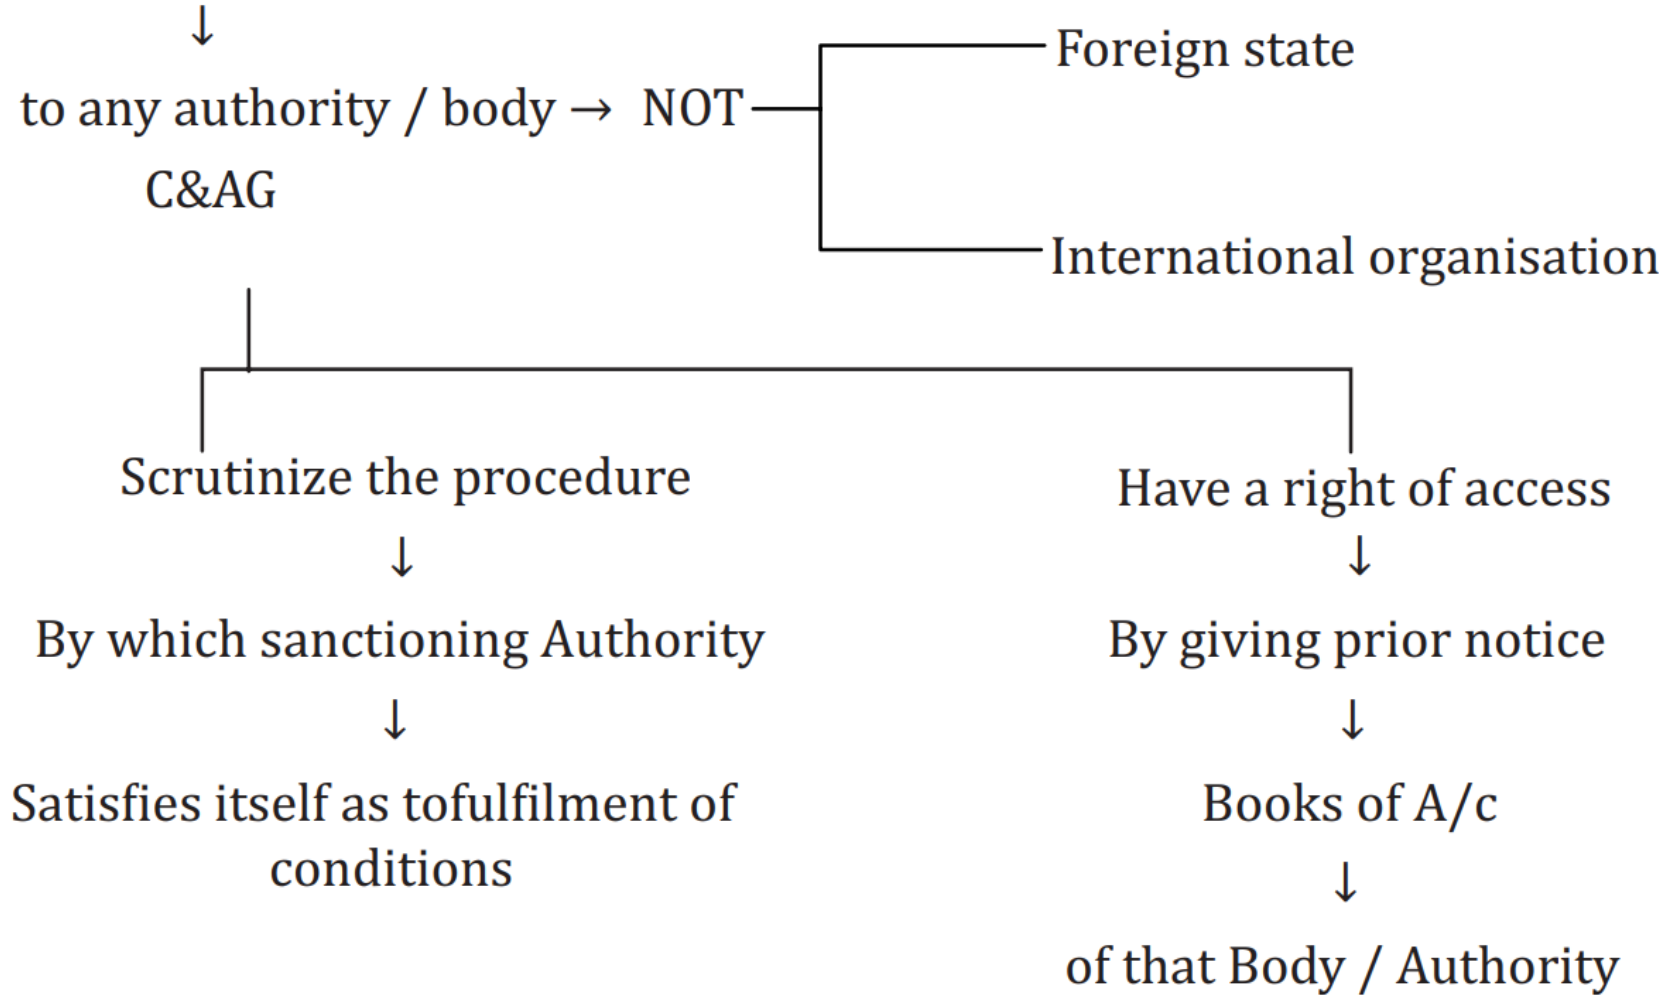 ↓
to any authority / body → NOT
Foreign state
International organisation
C&AG
Scrutinize the procedure
↓
By which sanctioning Authority
↓
Satisfies itself as tofulfilment of
conditions
Have a right of access
↓
By giving prior notice
↓
Books of A/c
↓
of that Body / Authority